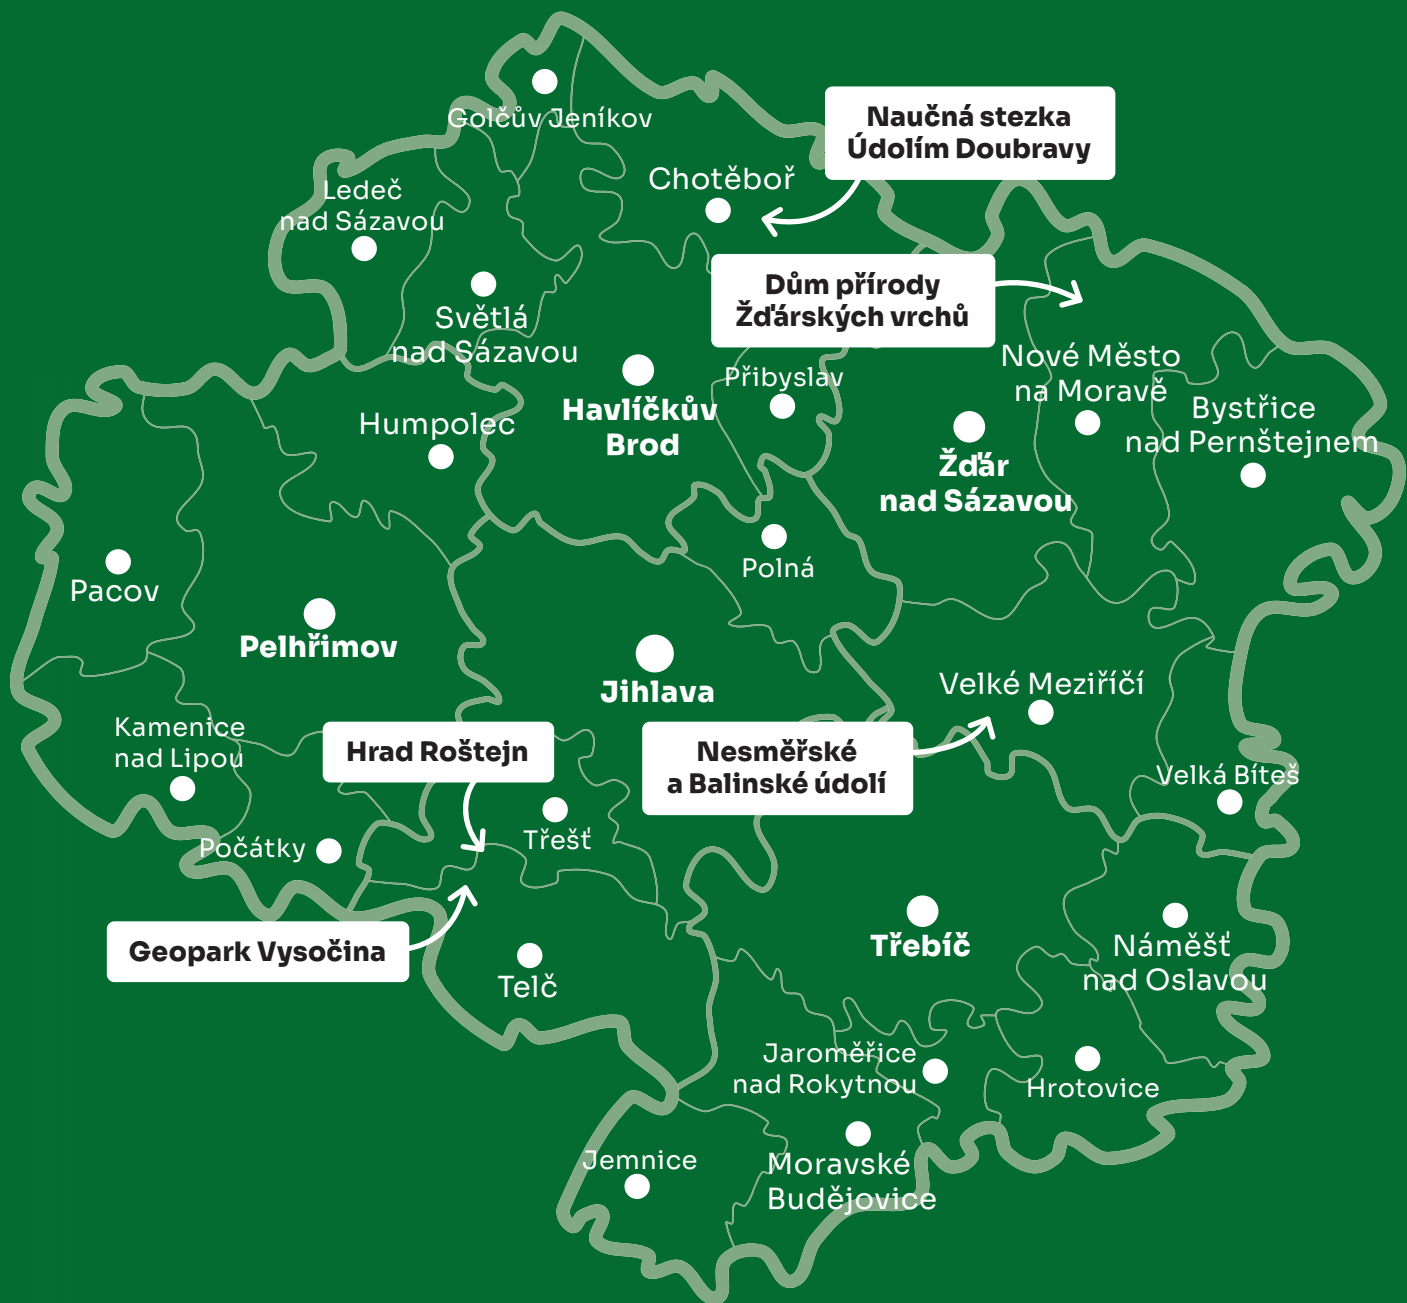 Golčův Jeníkov
Naučná stezka
Údolím Doubravy
Chotěboř
Ledeč
nad Sázavou
Dům přírody
Žďárských vrchů
Světlá
nad Sázavou
Nové Město
na Moravě
Přibyslav
Havlíčkův
Brod
Bystřice
nad Pernštejnem
Humpolec
Žďár
nad Sázavou
Polná
Pacov
Pelhřimov
Jihlava
Velké Meziříčí
Kamenice
nad Lipou
Hrad Roštejn
Nesměřské
a Balinské údolí
Velká Bíteš
Třešť
Počátky
Geopark Vysočina
Třebíč
Náměšť
nad Oslavou
Telč
Jaroměřice
nad Rokytnou
Hrotovice
Jemnice
Moravské
Budějovice